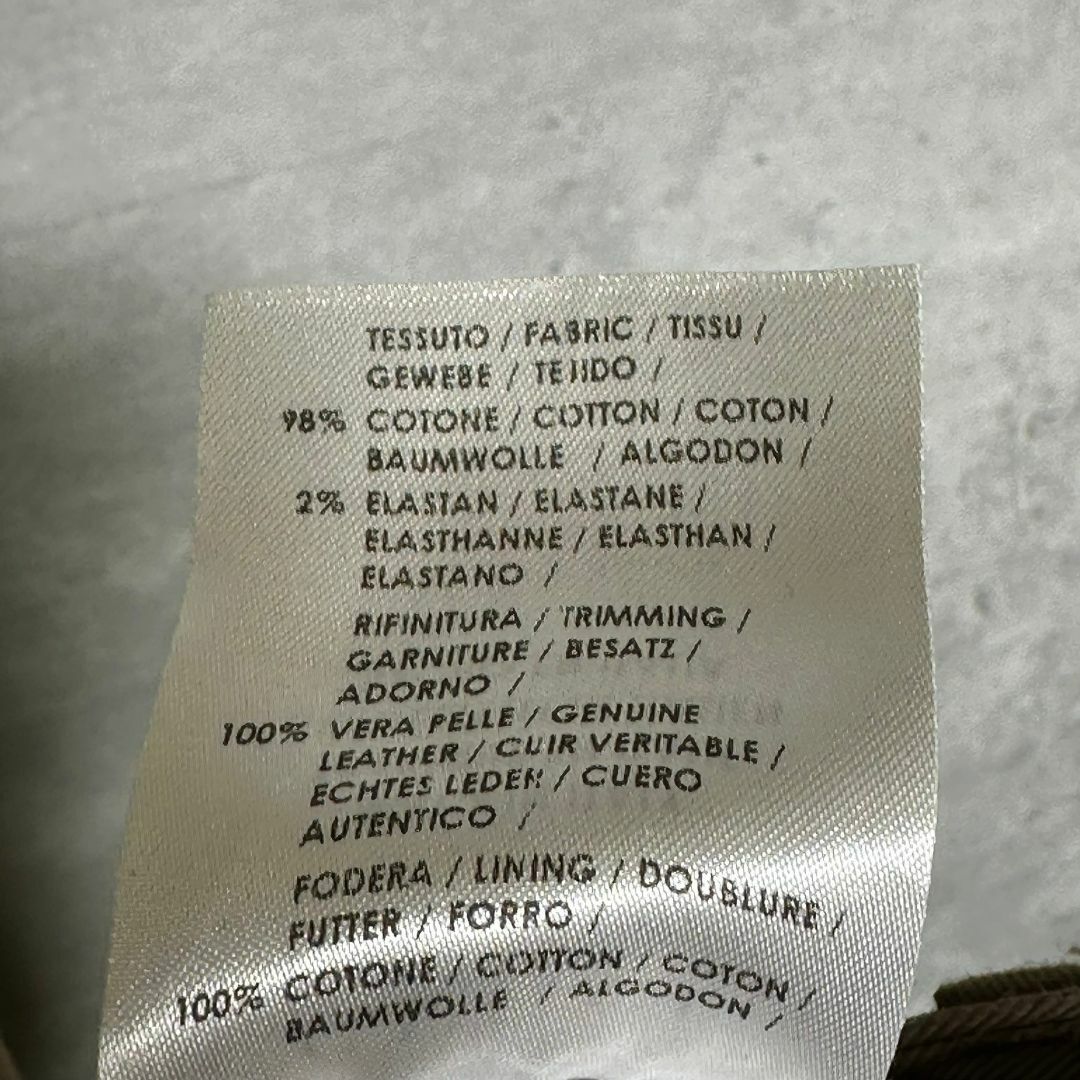 TESSUTO / FABRIC / TISSU /
GEWEBE / TEJIDO /
98% COTONE / COTTON / COTON /
BAUMWOLLE / ALGODON /
2% ELASTAN / ELASTANE /
ELASTHANNE / ELASTHAN /
ELASTANO /
RIFINITURA / TRIMMING /
GARNITURE / BESATZ /
ADORNO /
100% VERA PELLE / GENUINE
LEATHER / CUIR VERITABLE /
ECHTES LEDER / CUERO
AUTENTICO /
FODERA / LINING / DOUBLURE /
FUTTER / FORRO /
100% COTONE / COTTON / COTON /
BAUMWOLLE / ALGODON /